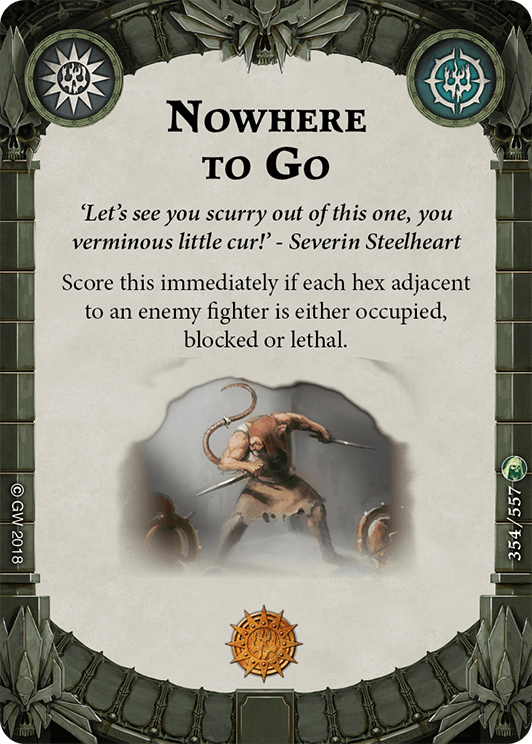 Nowhere
to Go
‘Let’s see you scurry out of this one, you
verminous little cur!’ - Severin Steelheart
Score this immediately if each hex adjacent
to an enemy fighter is either occupied,
blocked or lethal.
© GW 2018
354/557